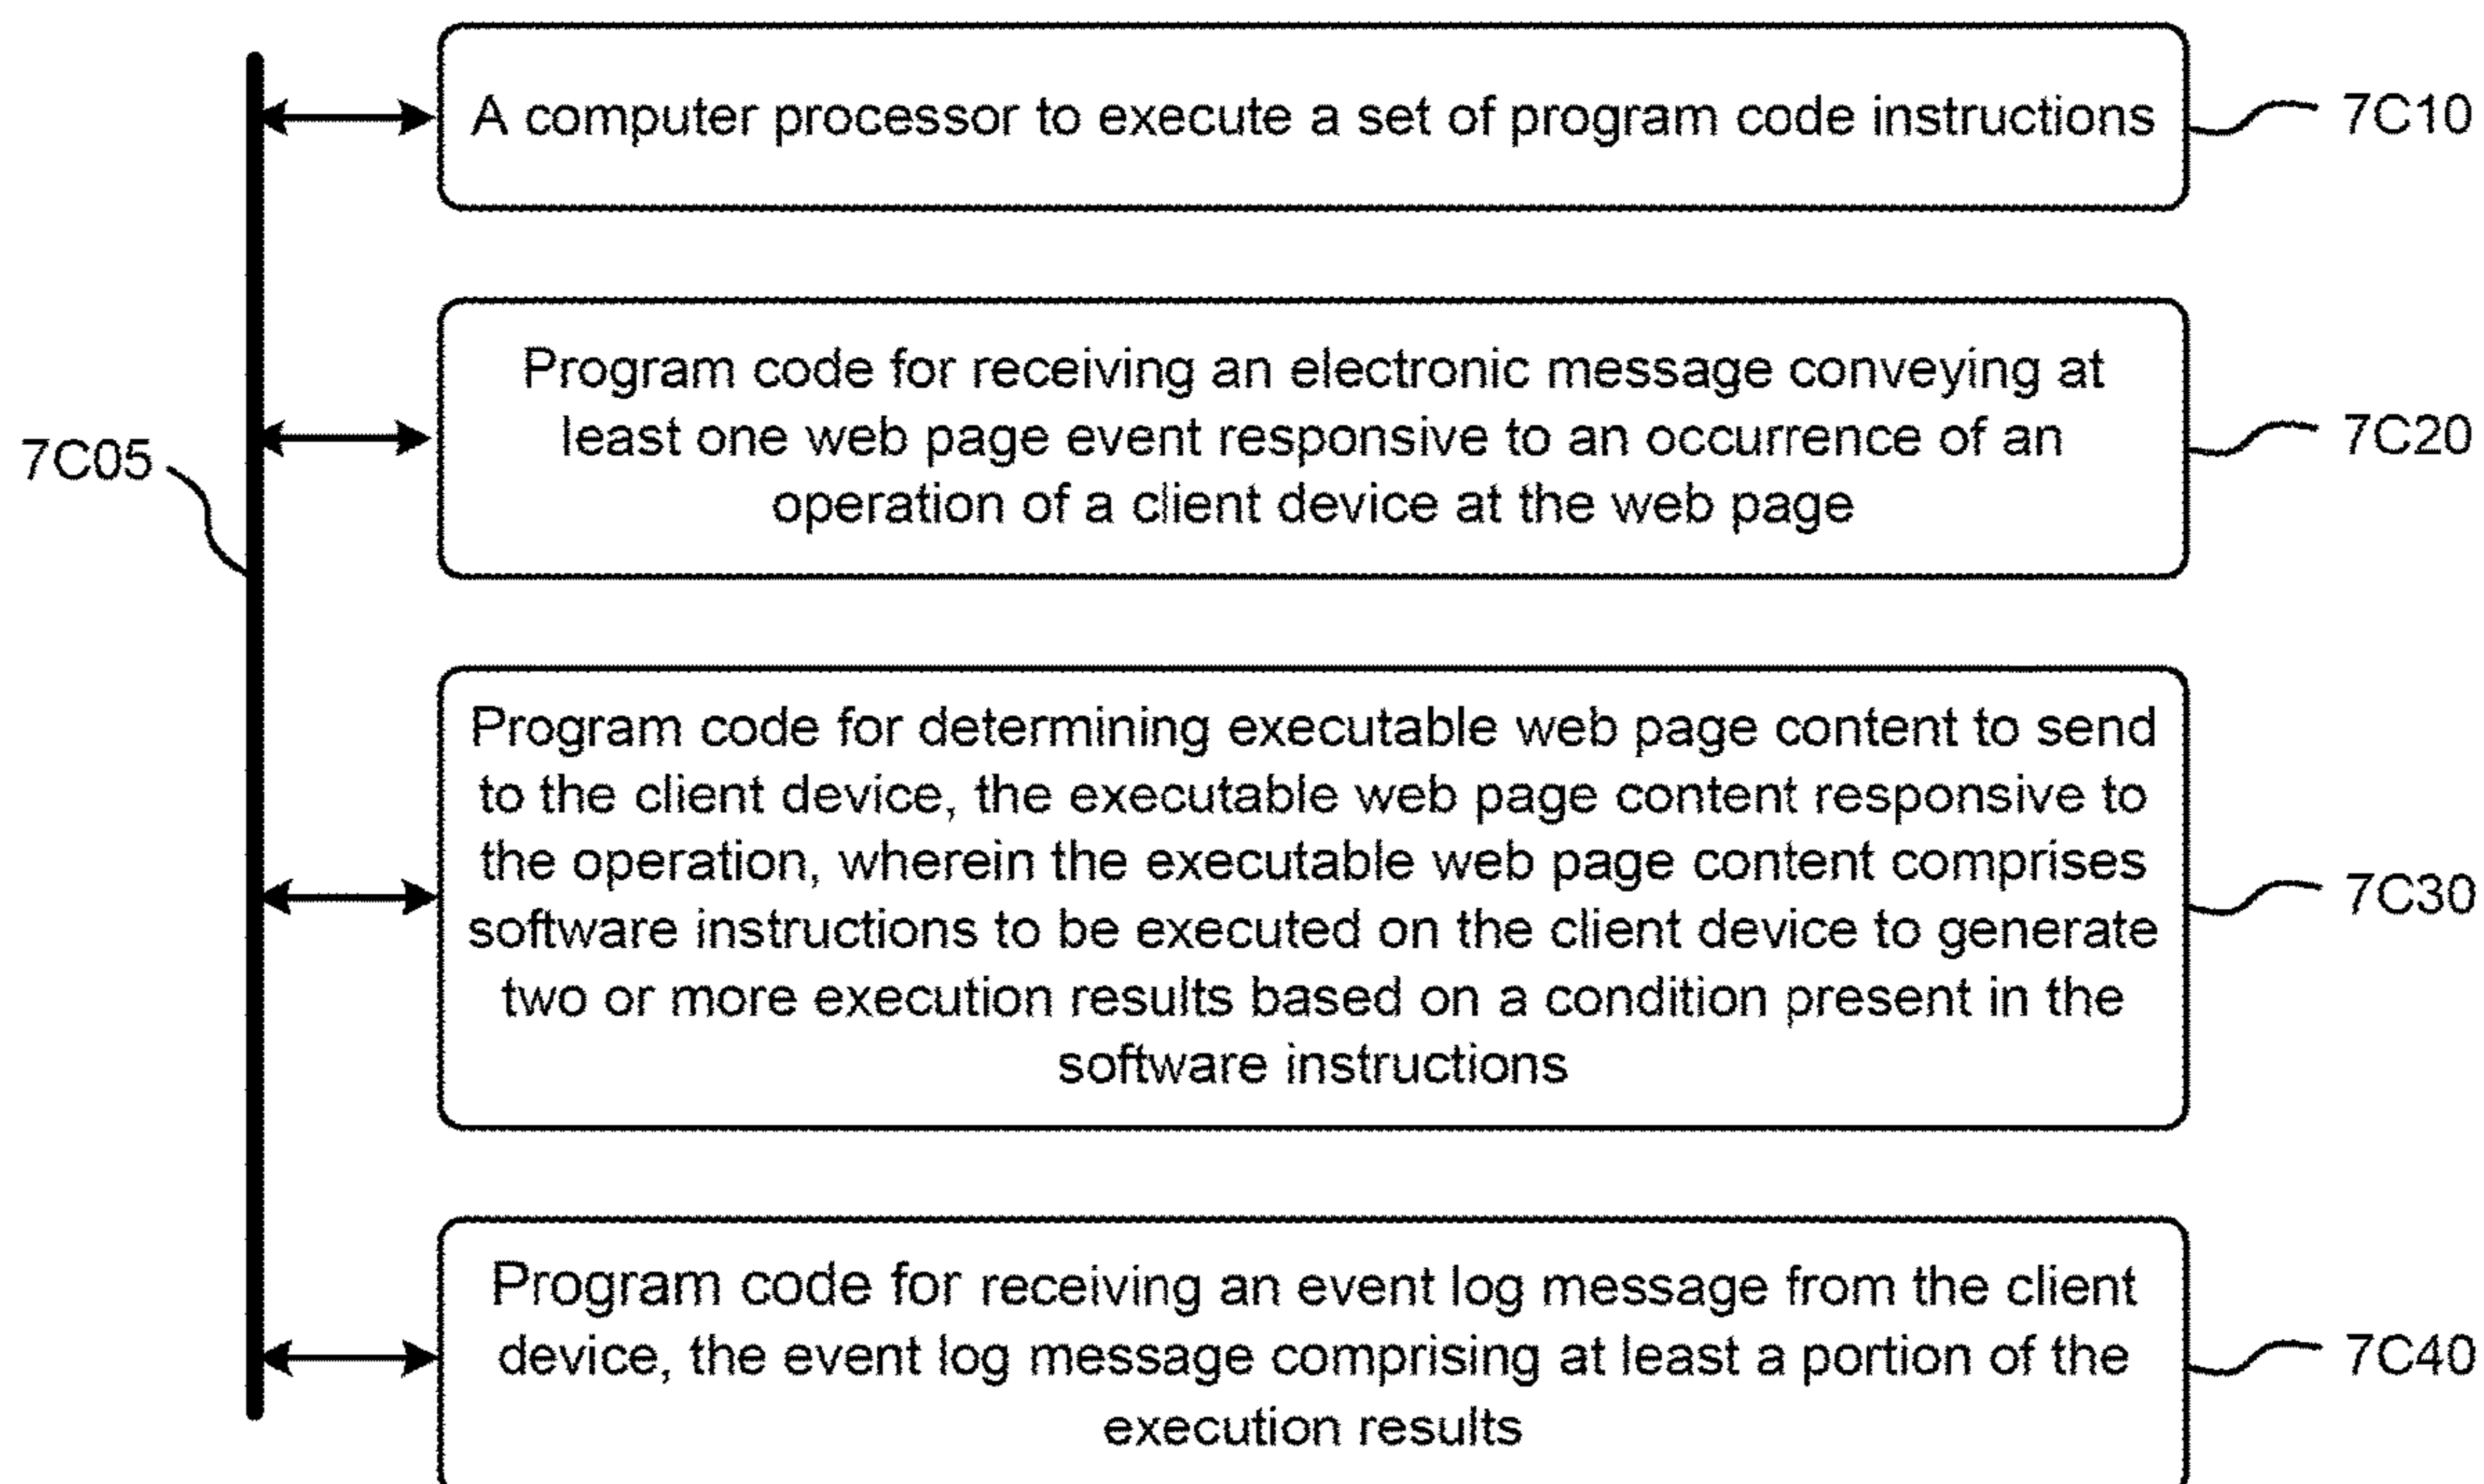 A computer processor to execute a set of program code instructions
7C10
Program code for receiving an electronic message conveying at
least one web page event responsive to an occurrence of an
operation of a client device at the web page
7C20
7C05
Program code for determining executable web page content to send
to the client device, the executable web page content responsive to
the operation, wherein the executable web page content comprises
software instructions to be executed on the client device to generate
two or more execution results based on a condition present in the
software instructions
7C30
Program code for receiving an event log message from the client
device, the event log message comprising at least a portion of the
execution results
7C40